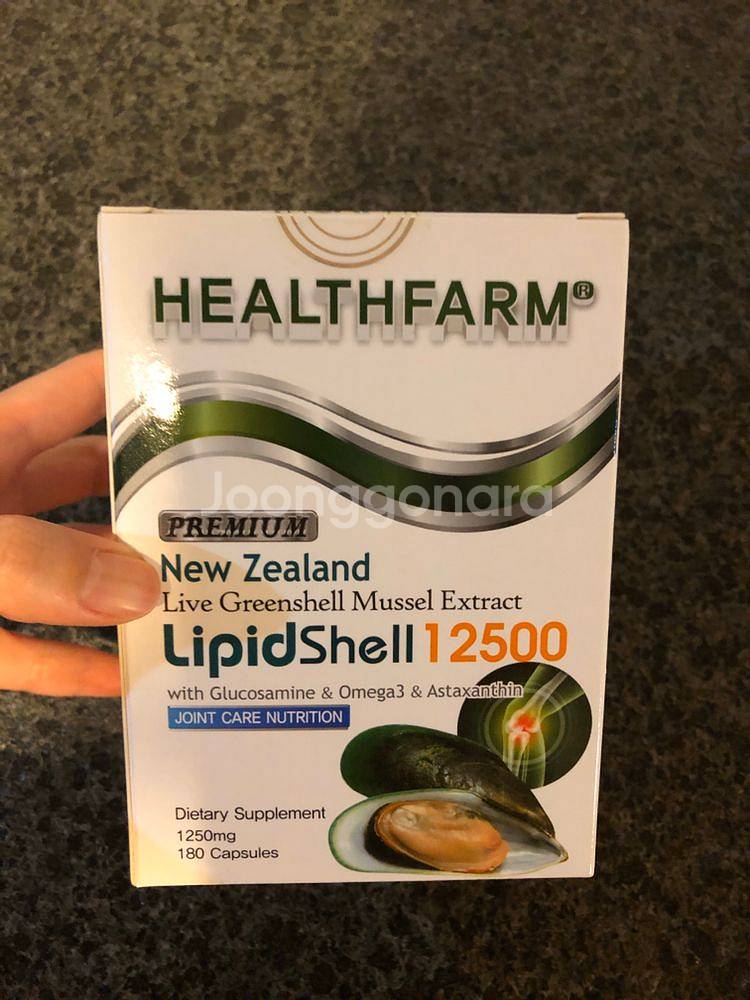 HEALTHFARM®
Joonggonara
PREMIUM
New Zealand
Live Greenshell Mussel Extract
LipidShell 12500
with Glucosamine & Omega3 & Astaxanthin
JOINT CARE NUTRITION
Dietary Supplement
1250mg
180 Capsules